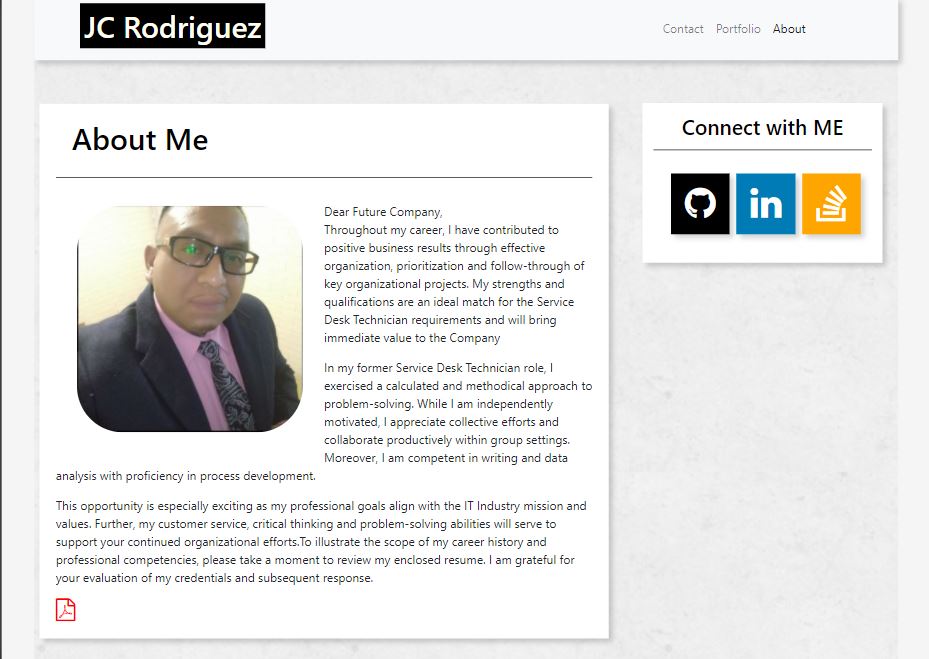 JC Rodriguez
Contact Portfolio About
About Me
Dear Future Company,
Throughout my career, I have contributed to
positive business results through effective
organization, prioritization and follow-through of
key organizational projects. My strengths and
qualifications are an ideal match for the Service
Desk Technician requirements and will bring
immediate value to the Company
In my former Service Desk Technician role, I
exercised a calculated and methodical approach to
problem-solving. While I am independently
motivated, I appreciate collective efforts and
collaborate productively within group settings.
Moreover, I am competent in writing and data
analysis with proficiency in process development.
This opportunity is especially exciting as my professional goals align with the IT Industry mission and
values. Further, my customer service, critical thinking and problem-solving abilities will serve to
support your continued organizational efforts.To illustrate the scope of my career history and
professional competencies, please take a moment to review my enclosed resume. I am grateful for
your evaluation of my credentials and subsequent response.
Connect with ME
in